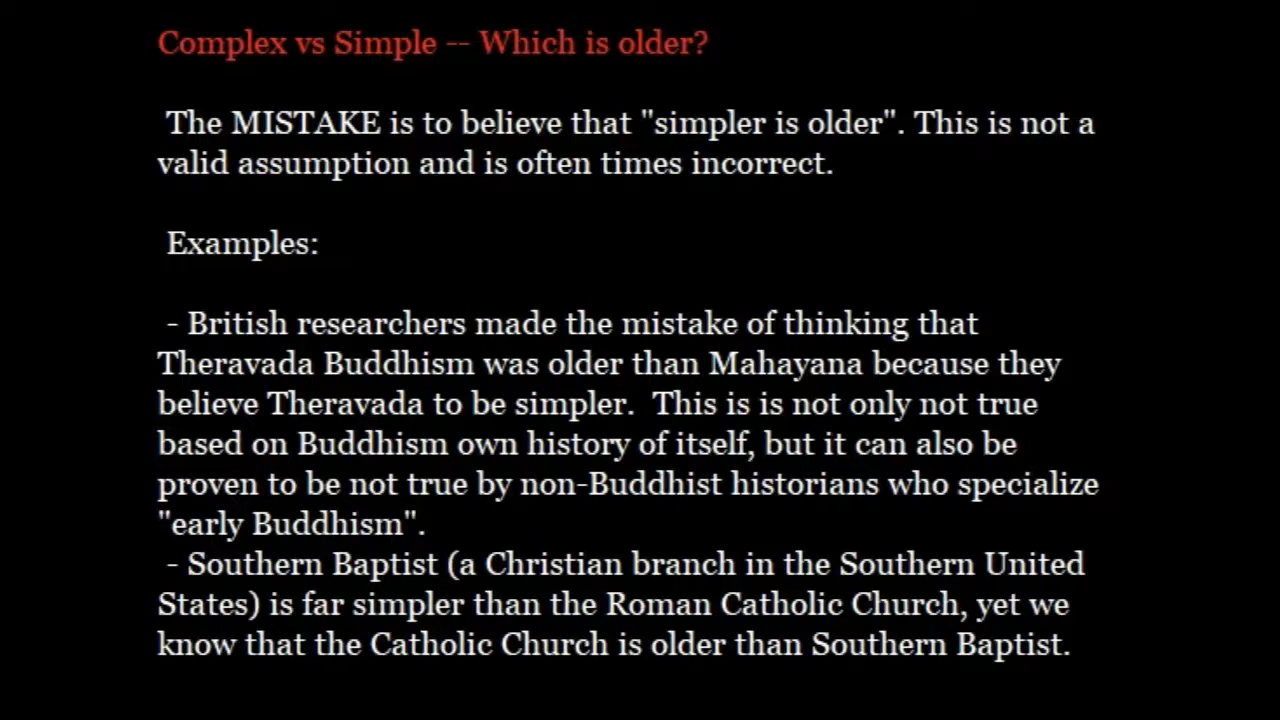 Complex vs Simple -- Which is older?
The MISTAKE is to believe that "simpler is older". This is not a
valid assumption and is often times incorrect.
Examples:
- British researchers made the mistake of thinking that
Theravada Buddhism was older than Mahayana because they
believe Theravada to be simpler.  This is is not only not true
based on Buddhism own history of itself, but it can also be
proven to be not true by non-Buddhist historians who specialize
"early Buddhism".
- Southern Baptist (a Christian branch in the Southern United
States) is far simpler than the Roman Catholic Church, yet we
know that the Catholic Church is older than Southern Baptist.